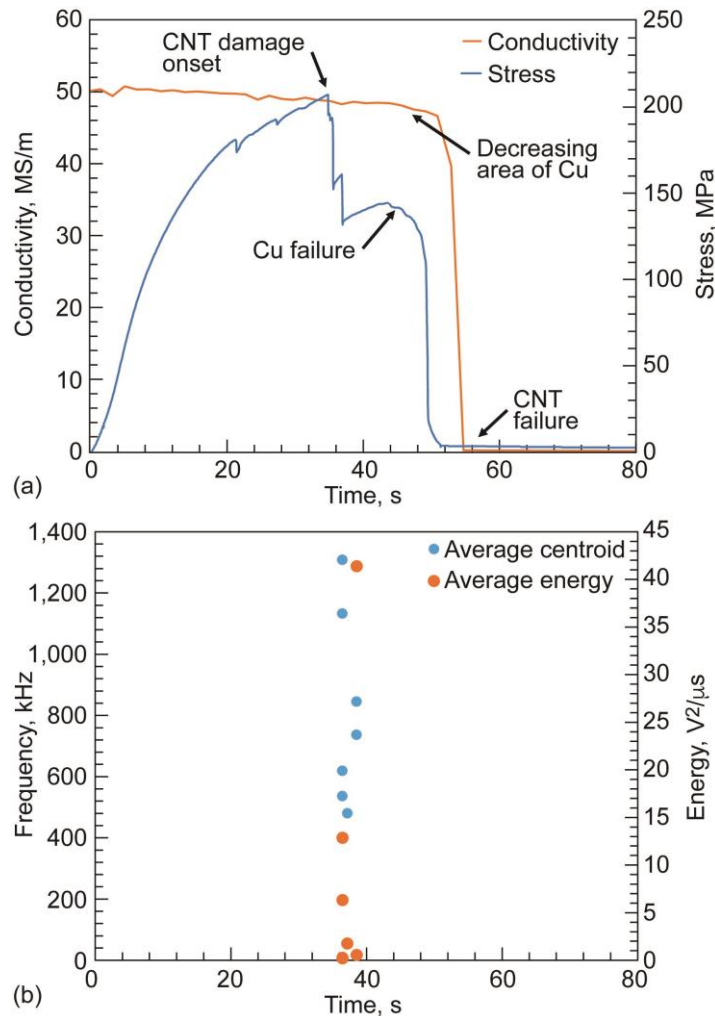 60
50
40
30
20
10
0
Conductivity, MS/m
250
200
150
100
50
0
Stress, MPa
CNT damage
onset
Conductivity
Stress
Decreasing
area of Cu
Cu failure
CNT
failure
0
20
40
60
80
Time, s
(a)
1,400
1,200
1,000
800
600
400
200
0
Frequency, kHz
45
40
35
30
25
20
15
10
5
0
Energy, V²/μs
Average centroid
Average energy
0
20
40
60
80
Time, s
(b)